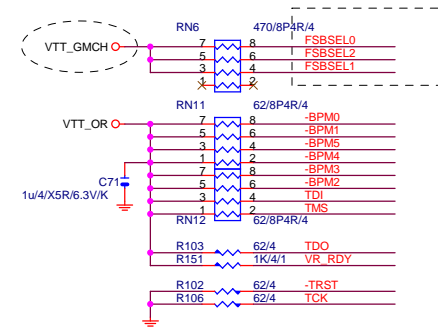 RN6 470/8P4R/4
VTT_GMCH 7 8 FSBSEL0
5 6 FSBSEL2
3 4 FSBSEL1
1 2
RN11 62/8P4R/4
VTT_OR 7 8 -BPM0
5 6 -BPM1
3 4 -BPM5
1 2 -BPM4
7 8 -BPM3
C71 5 6 -BPM2
1u/4/X5R/6.3V/K 3 4 TDI
1 2 TMS
RN12 62/8P4R/4
R103 62/4 TDO
R151 1K/4/1 VR_RDY
R102 62/4 -TRST
R106 62/4 TCK